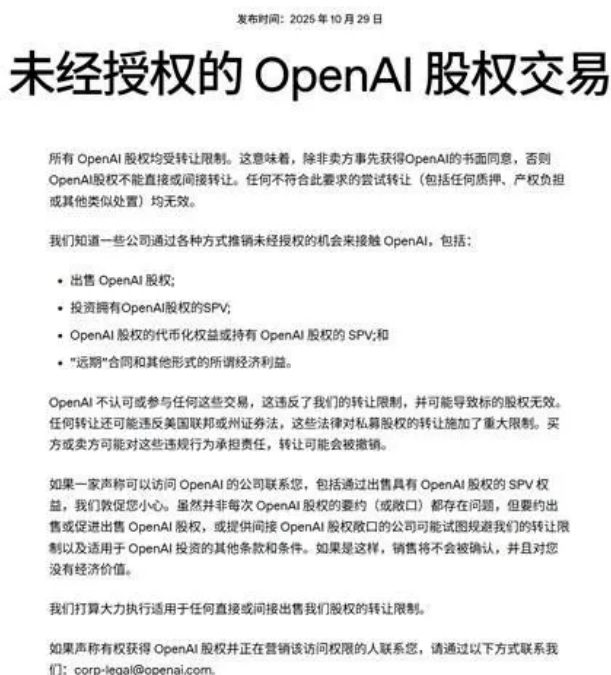 发布时间：2025 年 10 月 29 日
未经授权的 OpenAI 股权交易
所有 OpenAI 股权均受转让限制。这意味着，除非卖方事先获得OpenAI的书面同意，否则
OpenAI股权不能直接或间接转让。任何不符合此要求的尝试转让（包括任何质押、产权负担
或其他类似处置）均无效。
我们知道一些公司通过各种方式推销未经授权的机会来接触 OpenAI，包括：
• 出售 OpenAI 股权;
• 投资拥有OpenAI股权的SPV;
• OpenAI 股权的代币化权益或持有 OpenAI 股权的 SPV;和
• "远期"合同和其他形式的所谓经济利益。
OpenAI 不认可或参与任何这些交易，这违反了我们的转让限制，并可能导致标的股权无效。
任何转让还可能违反美国联邦或州证券法，这些法律对私募股权的转让施加了重大限制。买
方或卖方可能对这些违规行为承担责任，转让可能会被撤销。
如果一家声称可以访问 OpenAI 的公司联系您，包括通过出售具有 OpenAI 股权的 SPV 权
益，我们敦促您小心。虽然并非每次 OpenAI 股权的要约（或敞口）都存在问题，但要约出
售或促进出售 OpenAI 股权，或提供间接 OpenAI 股权敞口的公司可能试图规避我们的转让限
制以及适用于 OpenAI 投资的其他条款和条件。如果是这样，销售将不会被确认，并且对您
没有经济价值。
我们打算大力执行适用于任何直接或间接出售我们股权的转让限制。
如果声称有权获得 OpenAI 股权并正在营销该访问权限的人联系您，请通过以下方式联系我
们：corp-legal@openai.com。